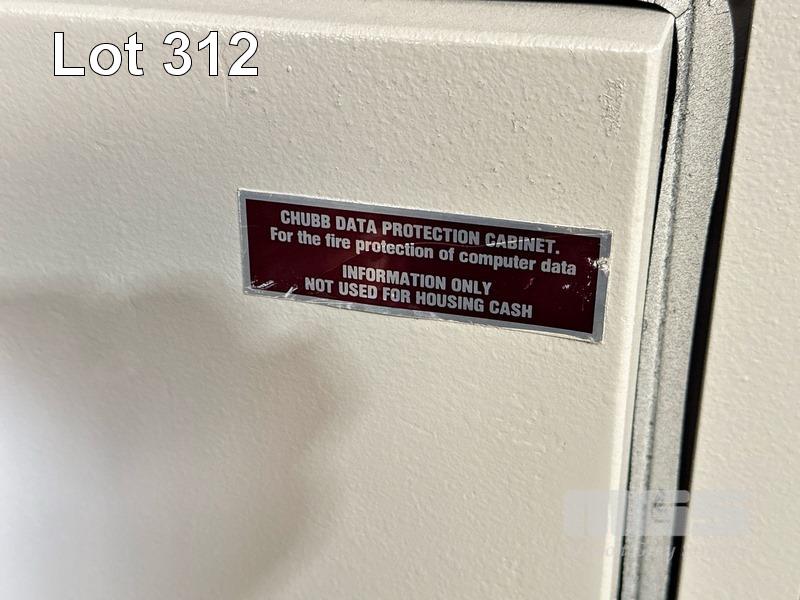 Lot 312
CHUBB DATA PROTECTION CABINET.
For the fire protection of computer data
INFORMATION ONLY
NOT USED FOR HOUSING CASH